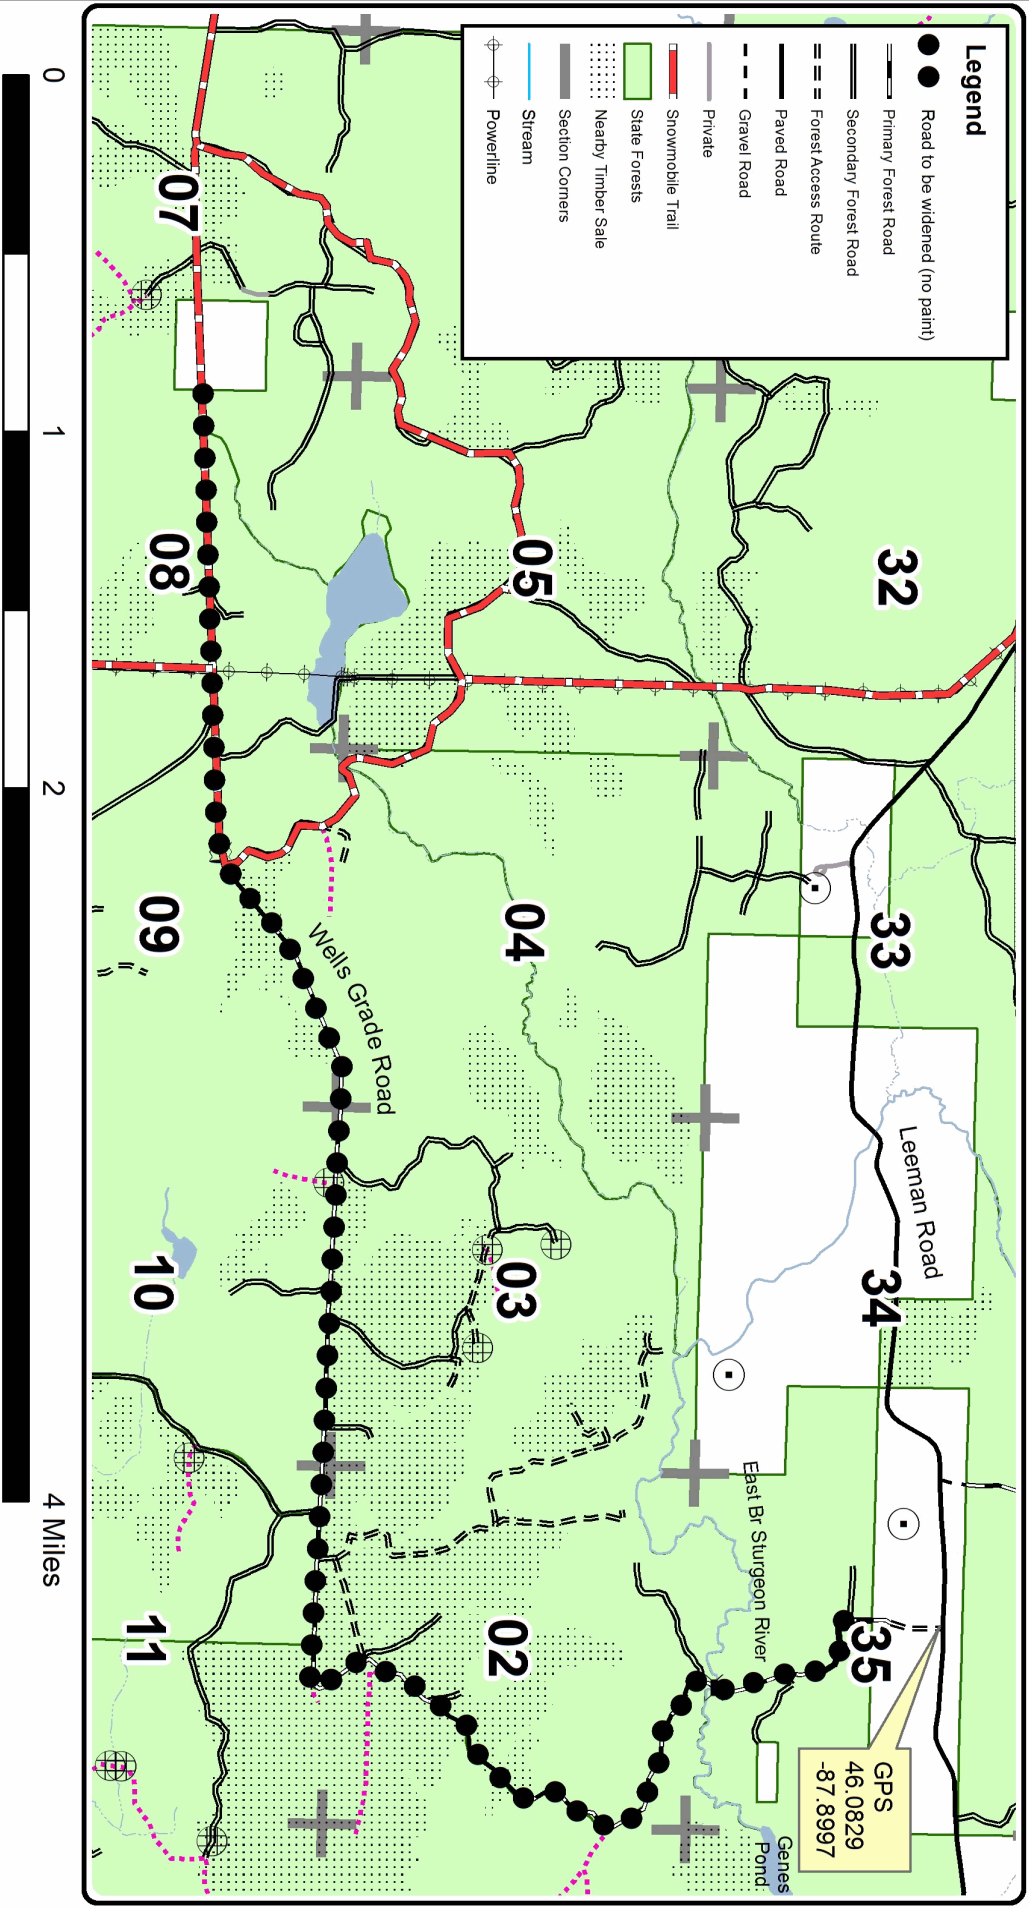 Legend
Road to be widened (no paint)
Primary Forest Road
Secondary Forest Road
Forest Access Route
Paved Road
Gravel Road
Private
Snowmobile Trail
State Forests
Nearby Timber Sale
Section Corners
Stream
Powerline
32
33
34
35
Leeman Road
GPS
46.0829
-87.8997
East Br Sturgeon River
Genes
Pond
05
04
03
02
Wells Grade Road
07
08
09
10
11
0
1
2
4 Miles